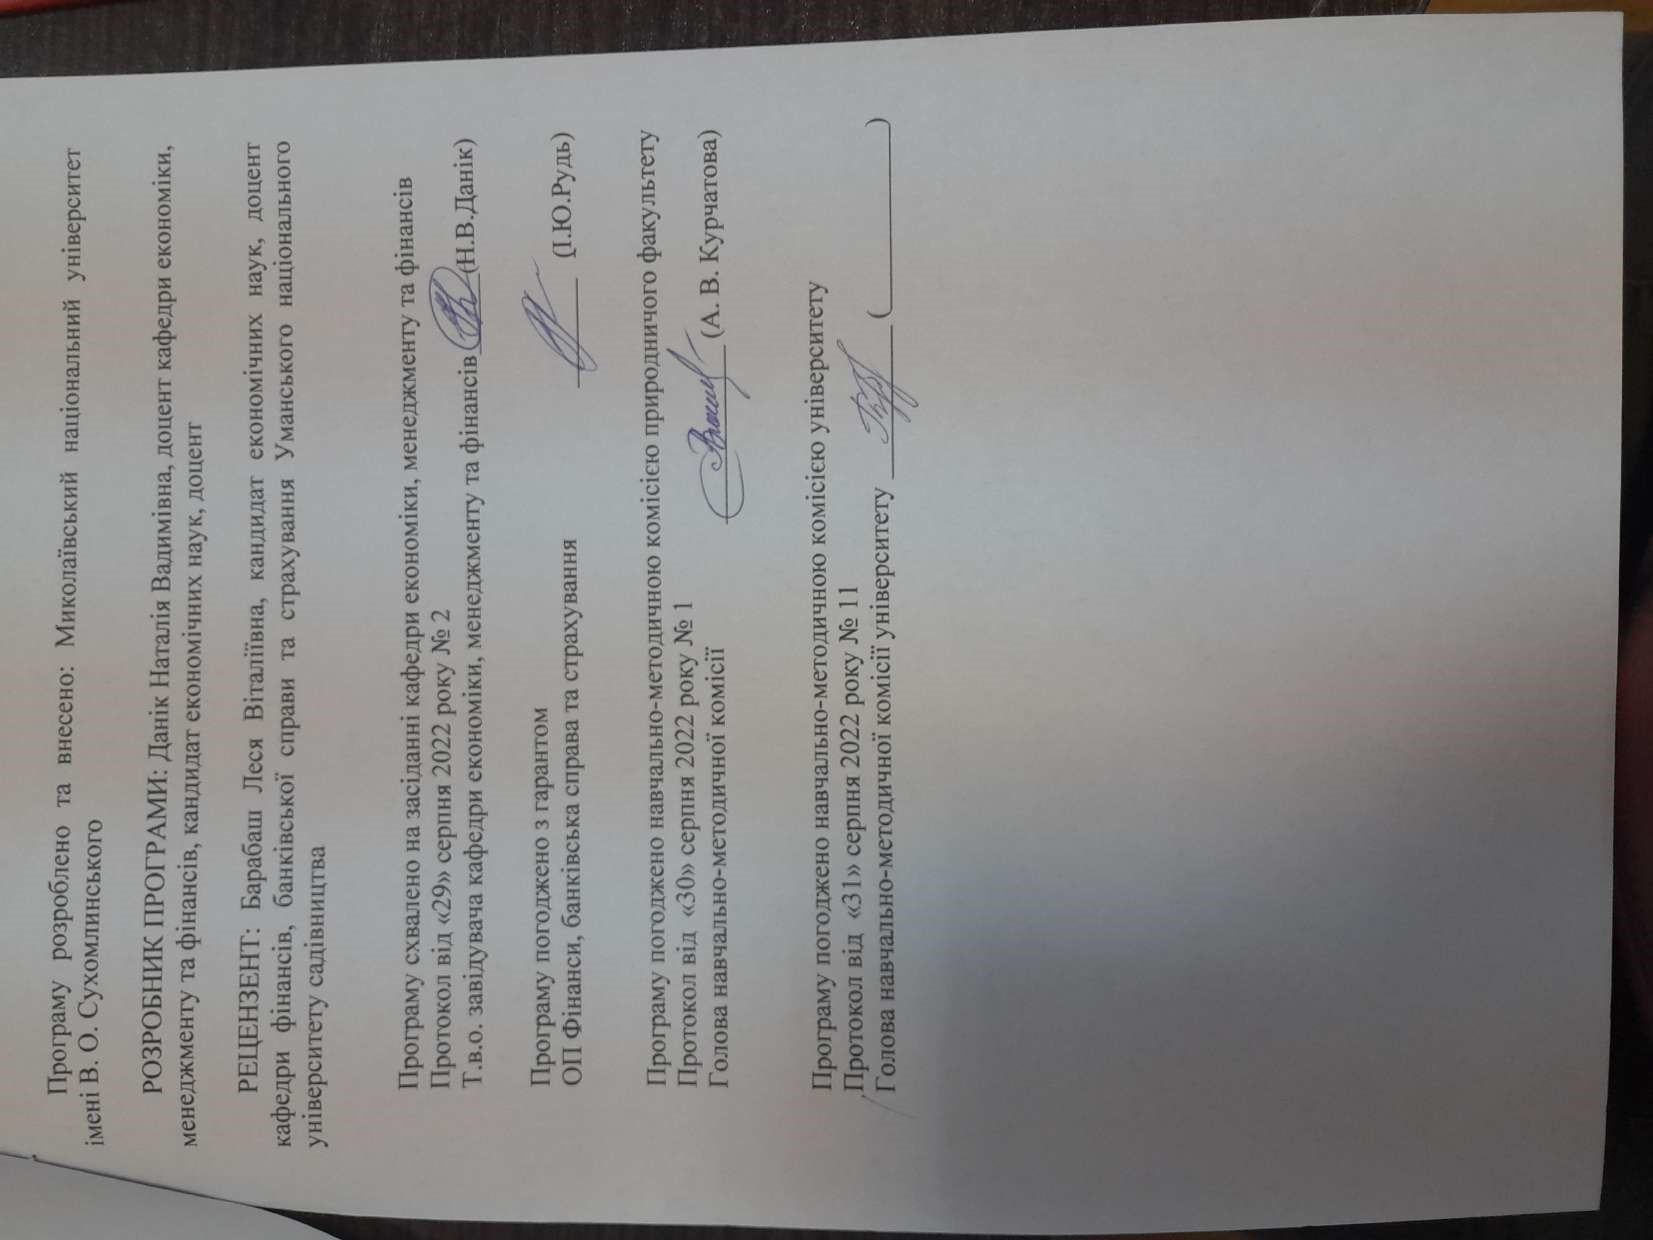 Програму розроблено та внесено: Миколаївський національний університет
імені В. О. Сухомлинського
РОЗРОБНИК ПРОГРАМИ: Данік Наталія Вадимівна, доцент кафедри економіки,
менеджменту та фінансів, кандидат економічних наук, доцент
РЕЦЕНЗЕНТ: Барабаш Леся Віталіївна, кандидат економічних наук, доцент
кафедри фінансів, банківської справи та страхування Уманського національного
університету садівництва
Програму схвалено на засіданні кафедри економіки, менеджменту та фінансів
Протокол від «29» серпня 2022 року № 2
Т.в.о. завідувача кафедри економіки, менеджменту та фінансів (Н.В.Данік)
Програму погоджено з гарантом
ОП Фінанси, банківська справа та страхування ______ (І.Ю.Рудь)
Програму погоджено навчально-методичною комісією природничого факультету
Протокол від «30» серпня 2022 року № 1
Голова навчально-методичної комісії ______ (А. В. Курчатова)
Програму погоджено навчально-методичною комісією університету
Протокол від «31» серпня 2022 року № 11
Голова навчально-методичної комісії університету ______ (______)